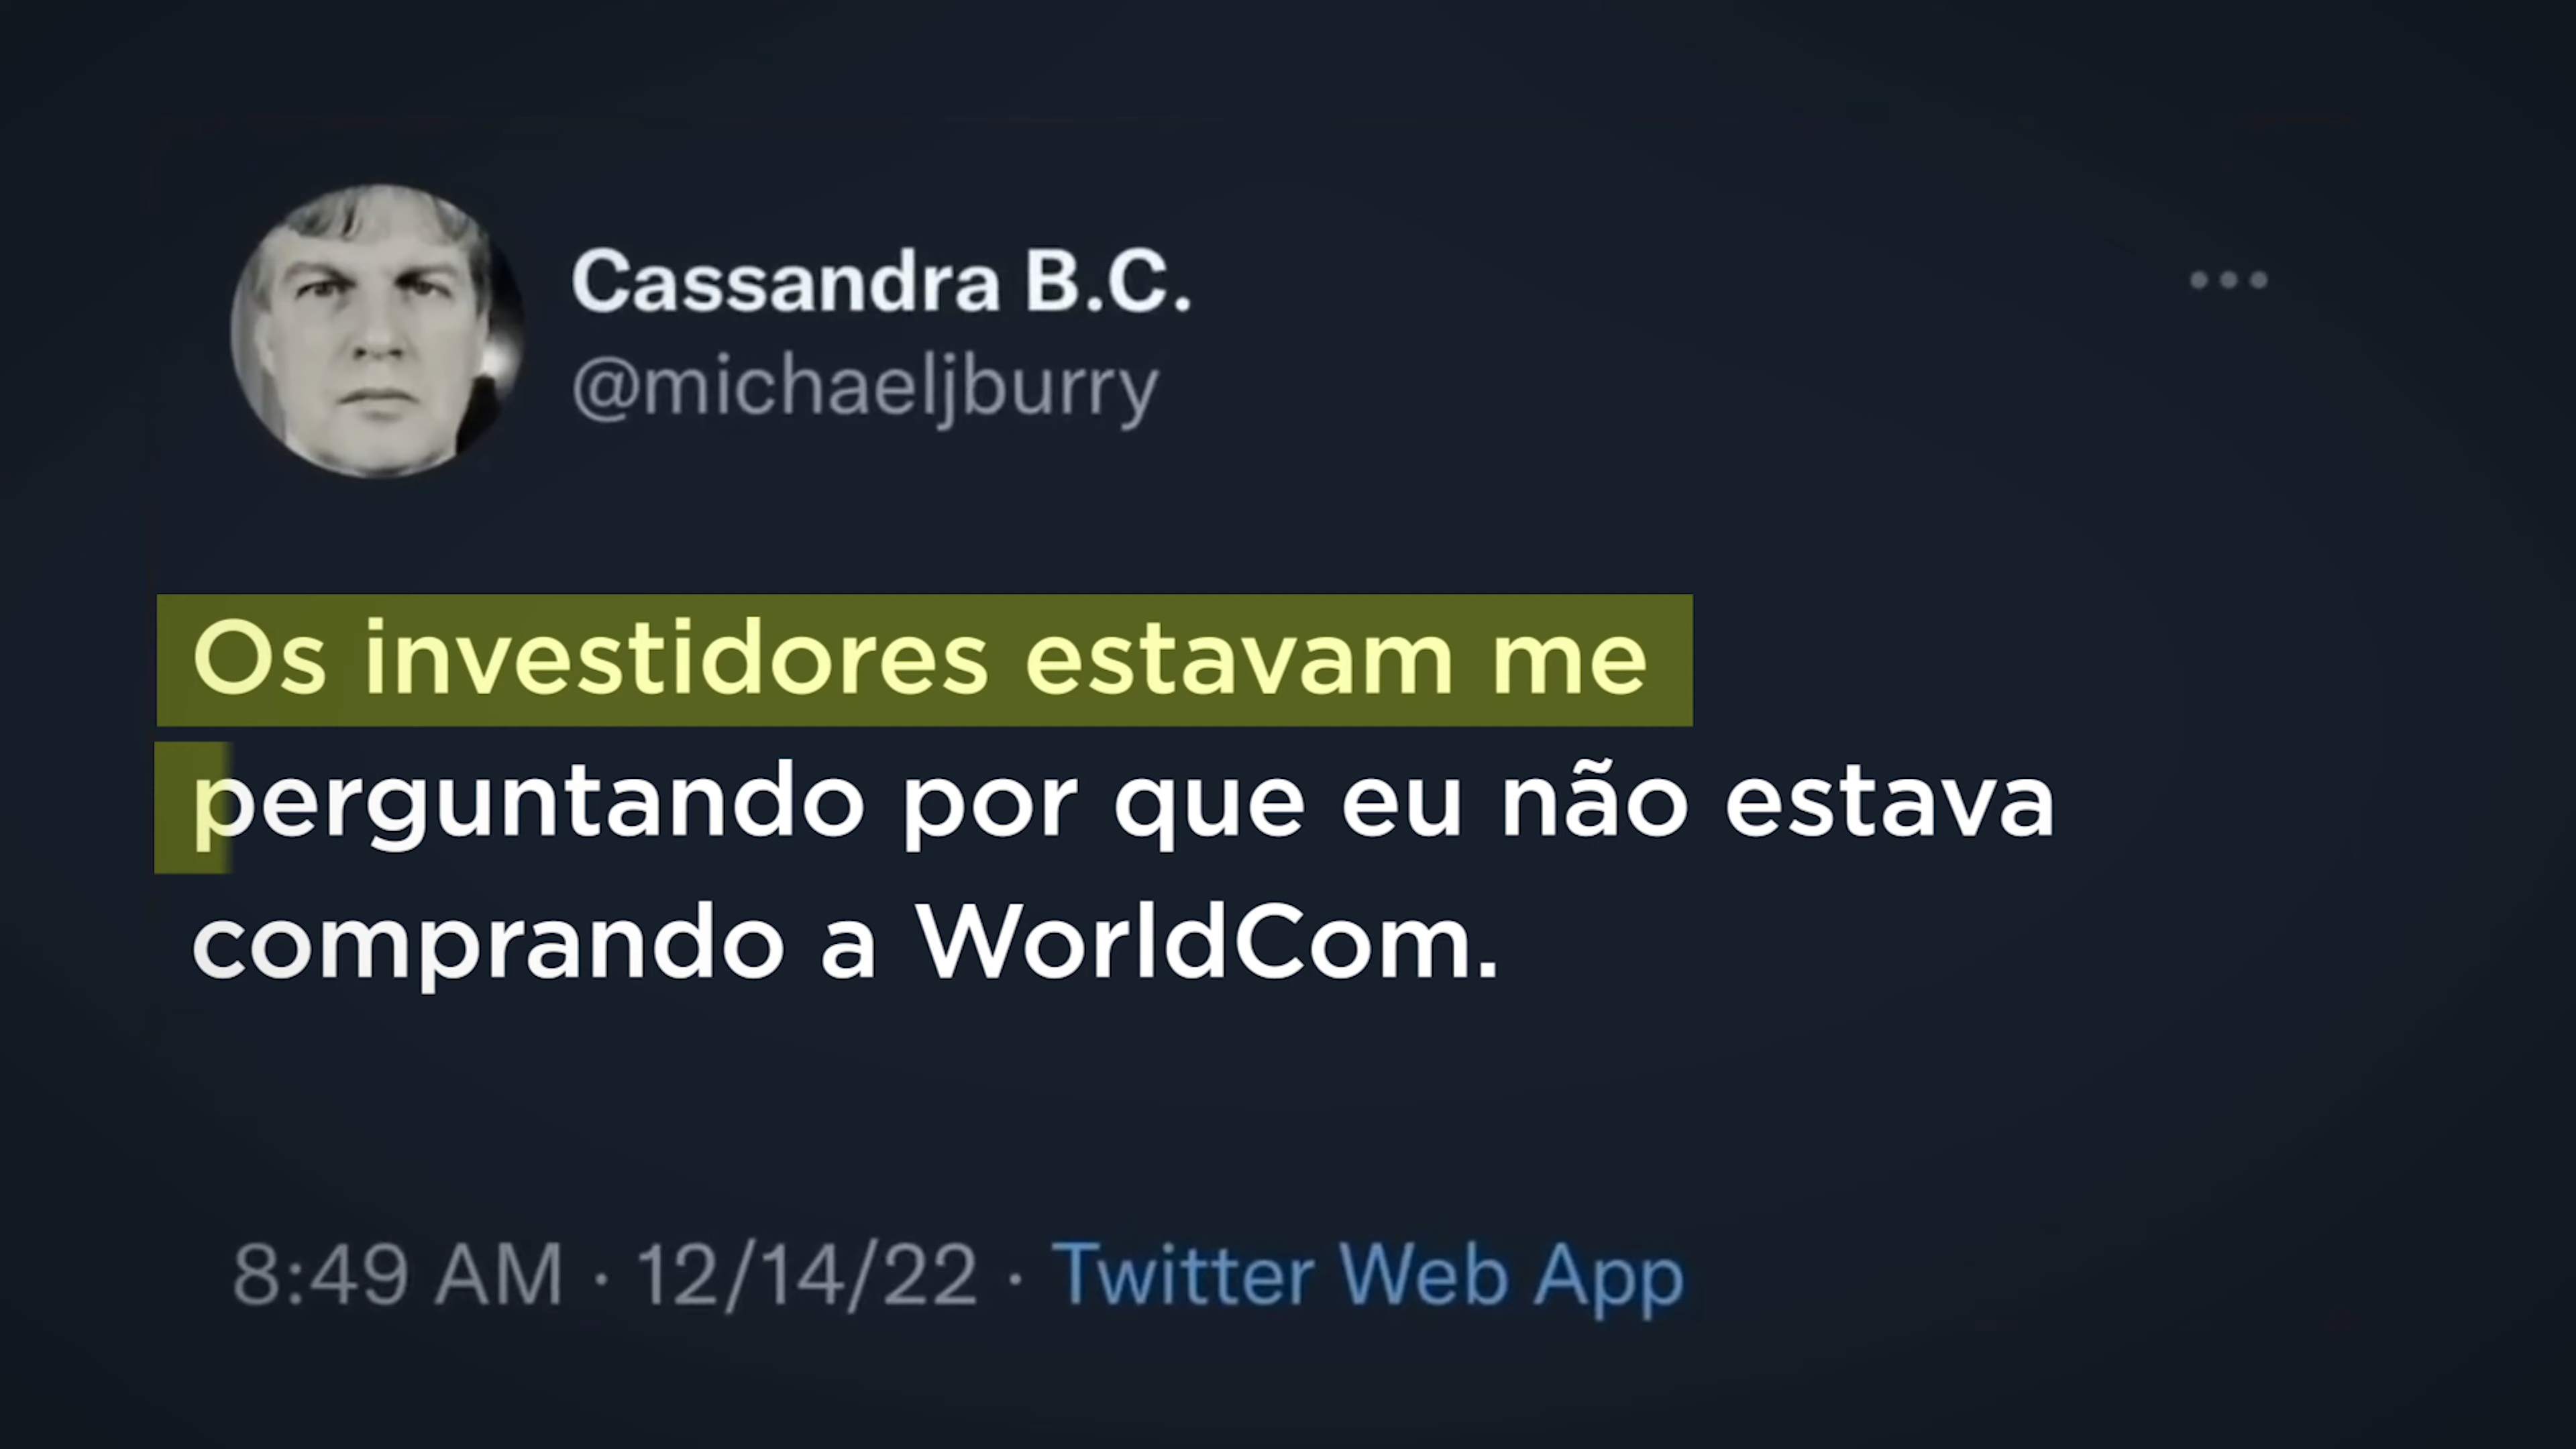 Cassandra B.C.
@michaeljburry
Os investidores estavam me
perguntando por que eu não estava
comprando a WorldCom.
8:49 AM · 12/14/22 · Twitter Web App